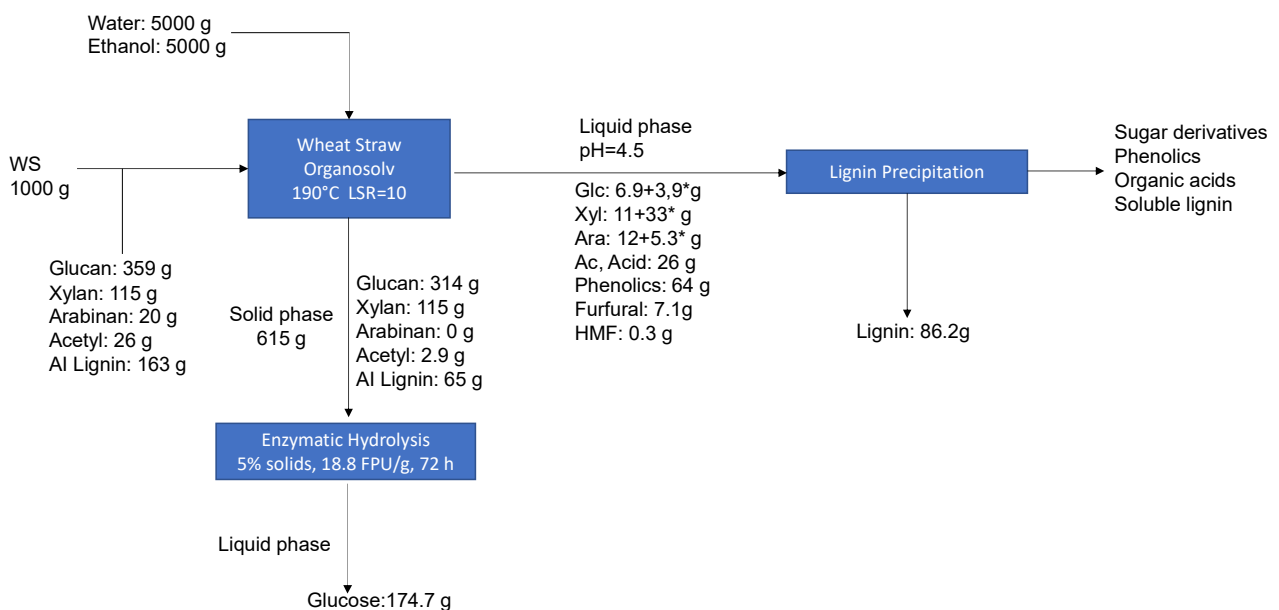 Water: 5000 g
Ethanol: 5000 g
WS
1000 g
Wheat Straw
Organosolv
190°C LSR=10
Liquid phase
pH=4.5
Glc: 6.9+3,9*g
Xyl: 11+33* g
Ara: 12+5.3* g
Ac, Acid: 26 g
Phenolics: 64 g
Furfural: 7.1g
HMF: 0.3 g
Lignin Precipitation
Sugar derivatives
Phenolics
Organic acids
Soluble lignin
Glucan: 359 g
Xylan: 115 g
Arabinan: 20 g
Acetyl: 26 g
AI Lignin: 163 g
Solid phase
615 g
Glucan: 314 g
Xylan: 115 g
Arabinan: 0 g
Acetyl: 2.9 g
AI Lignin: 65 g
Lignin: 86.2g
Enzymatic Hydrolysis
5% solids, 18.8 FPU/g, 72 h
Liquid phase
Glucose:174.7 g